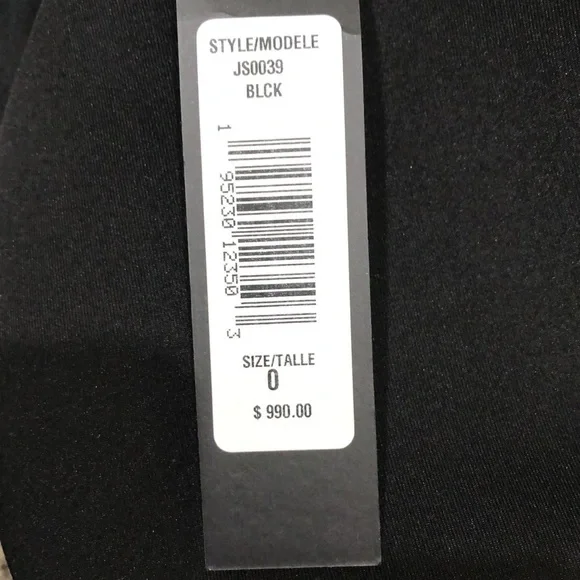 STYLE/MODELE
JS0039
BLCK
1 95230 12350 3
SIZE/TALLE
0
$ 990.00